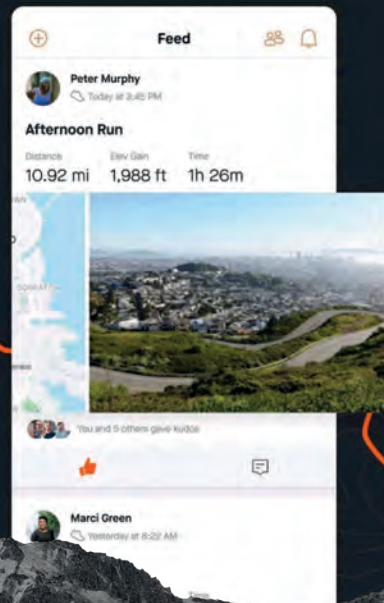 Feed
Peter Murphy
Today at 3:45 PM
Afternoon Run
Distance Elev Gain Time
10.92 mi 1,988 ft 1h 26m
You and 5 others gave kudos
Marci Green
Yesterday at 8:22 AM
Time